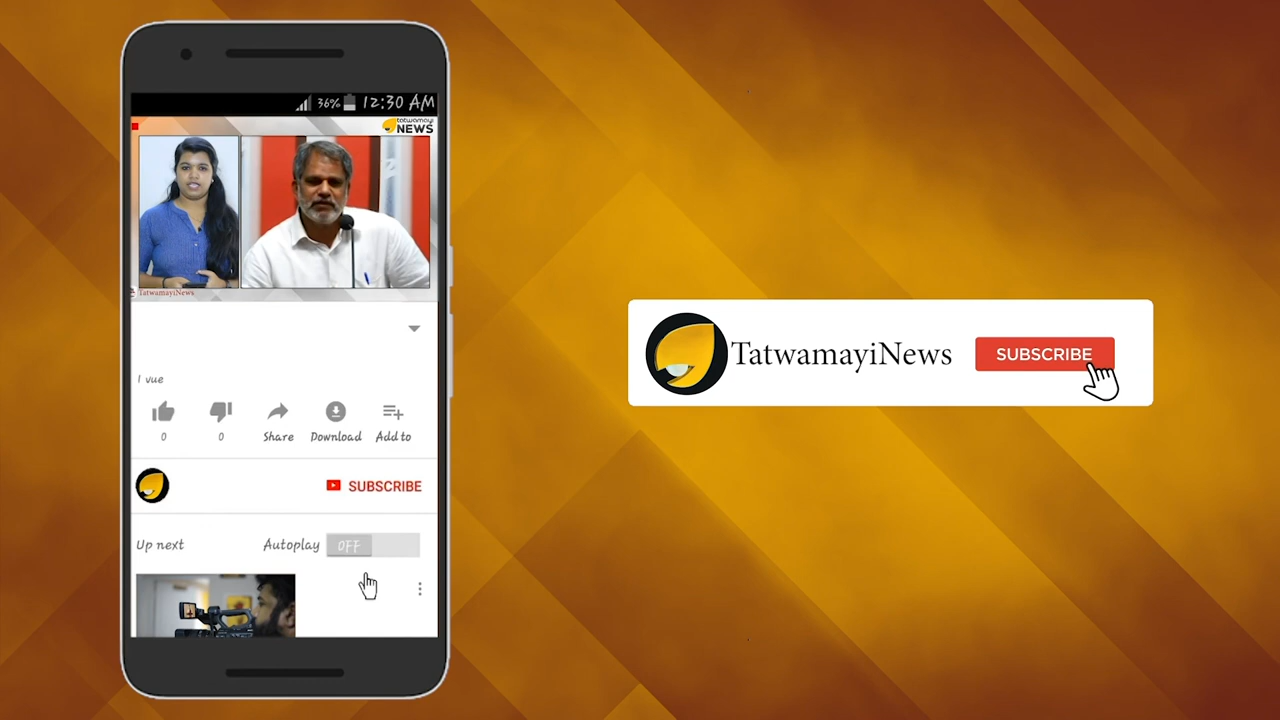 36% 12:30 AM
tatwamayi
NEWS
TatwamayiNews
1 vue
0 0 Share Download Add to
SUBSCRIBE
Up next Autoplay OFF
TatwamayiNews SUBSCRIBE